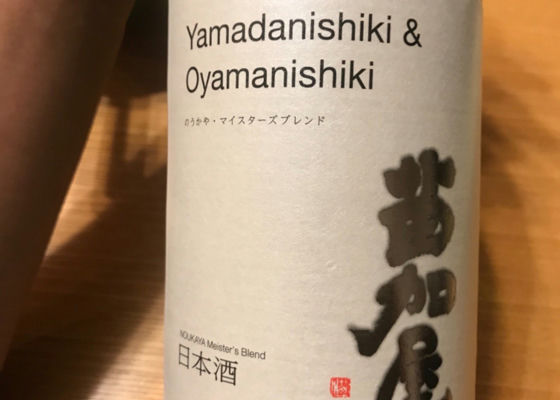 Yamadanishiki &
Oyamanishiki
のうかや・マイスターズブレンド
苗加屋
NOUKAYA Meister's Blend
日本酒